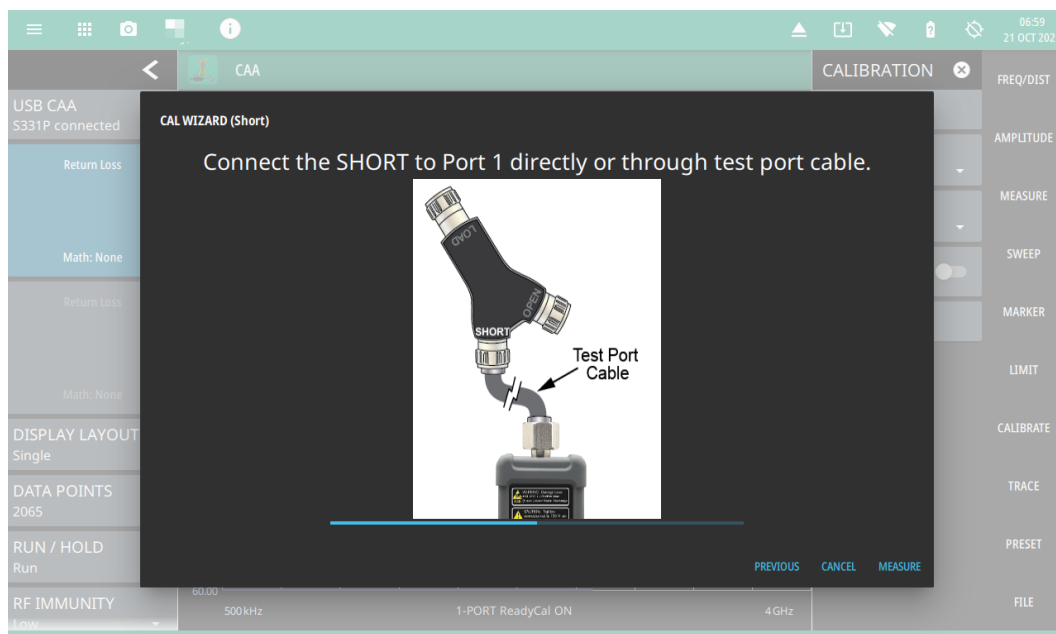 06:59
21 OCT 202
CAA
CALIBRATION
FREQ/DIST
USB CAA
S331P connected
CAL WIZARD (Short)
AMPLITUDE
Return Loss
Connect the SHORT to Port 1 directly or through test port cable.
LOAD
MEASURE
Math: None
SWEEP
OPEN
Return Loss
MARKER
SHORT
Test Port
Cable
LIMIT
Math: None
DISPLAY LAYOUT
Single
CALIBRATE
DATA POINTS
2065
TRACE
RUN / HOLD
Run
PRESET
PREVIOUS CANCEL MEASURE
RF IMMUNITY
Low
60.00
500 kHz 1-PORT ReadyCal ON 4 GHz
FILE